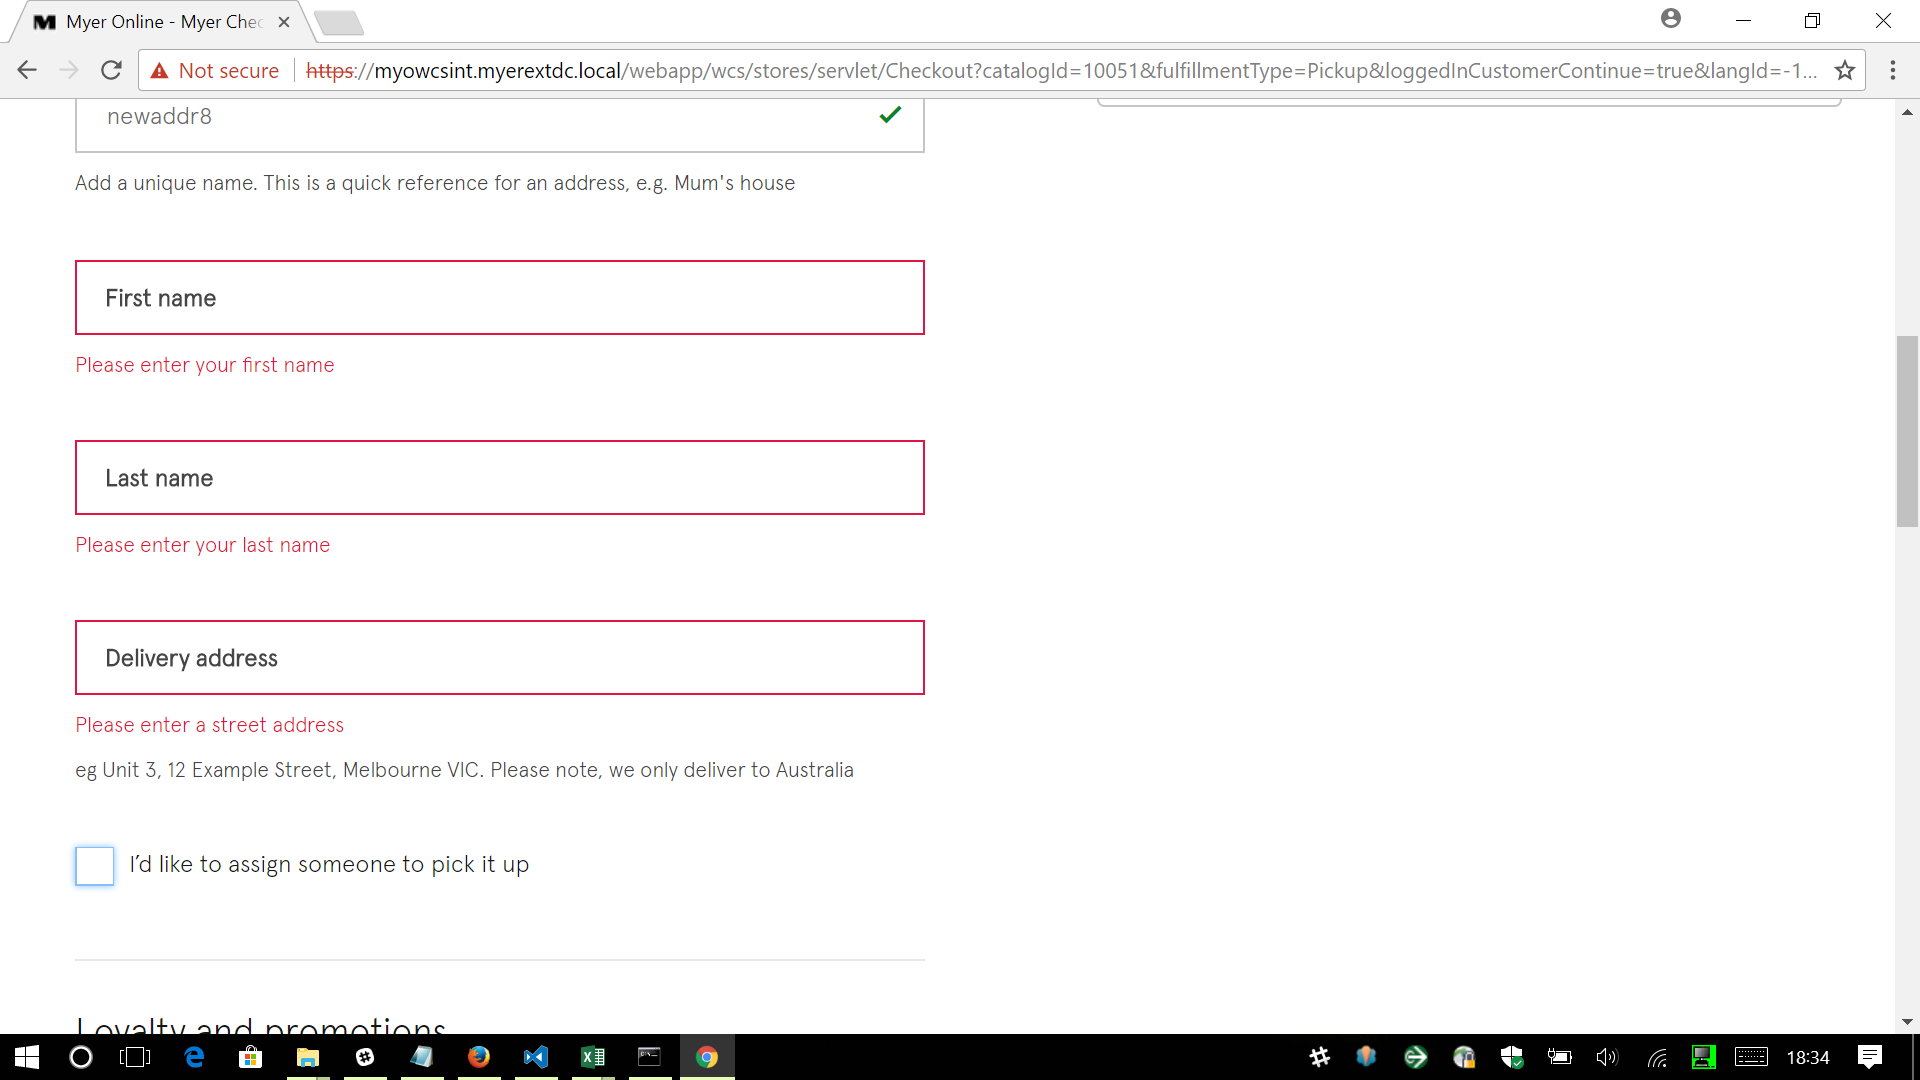 Myer Online - Myer Chec
Not secure https://myowcsint.myerextdc.local/webapp/wcs/stores/servlet/Checkout?catalogId=10051&fulfillmentType=Pickup&loggedInCustomerContinue=true&langId=-1...
newaddr8
Add a unique name. This is a quick reference for an address, e.g. Mum's house
First name
Please enter your first name
Last name
Please enter your last name
Delivery address
Please enter a street address
eg Unit 3, 12 Example Street, Melbourne VIC. Please note, we only deliver to Australia
I’d like to assign someone to pick it up
Loyalty and promotions
18:34